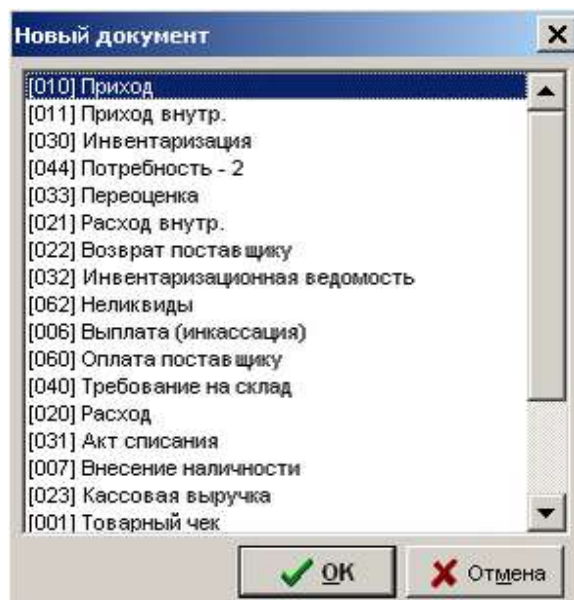 Новый документ
[010] Приход
[011] Приход внутр.
[030] Инвентаризация
[044] Потребность - 2
[033] Переоценка
[021] Расход внутр.
[022] Возврат поставщику
[032] Инвентаризационная ведомость
[062] Неликвиды
[006] Выплата (инкассация)
[060] Оплата поставщику
[040] Требование на склад
[020] Расход
[031] Акт списания
[007] Внесение наличности
[023] Кассовая выручка
[001] Товарный чек
OK Отмена